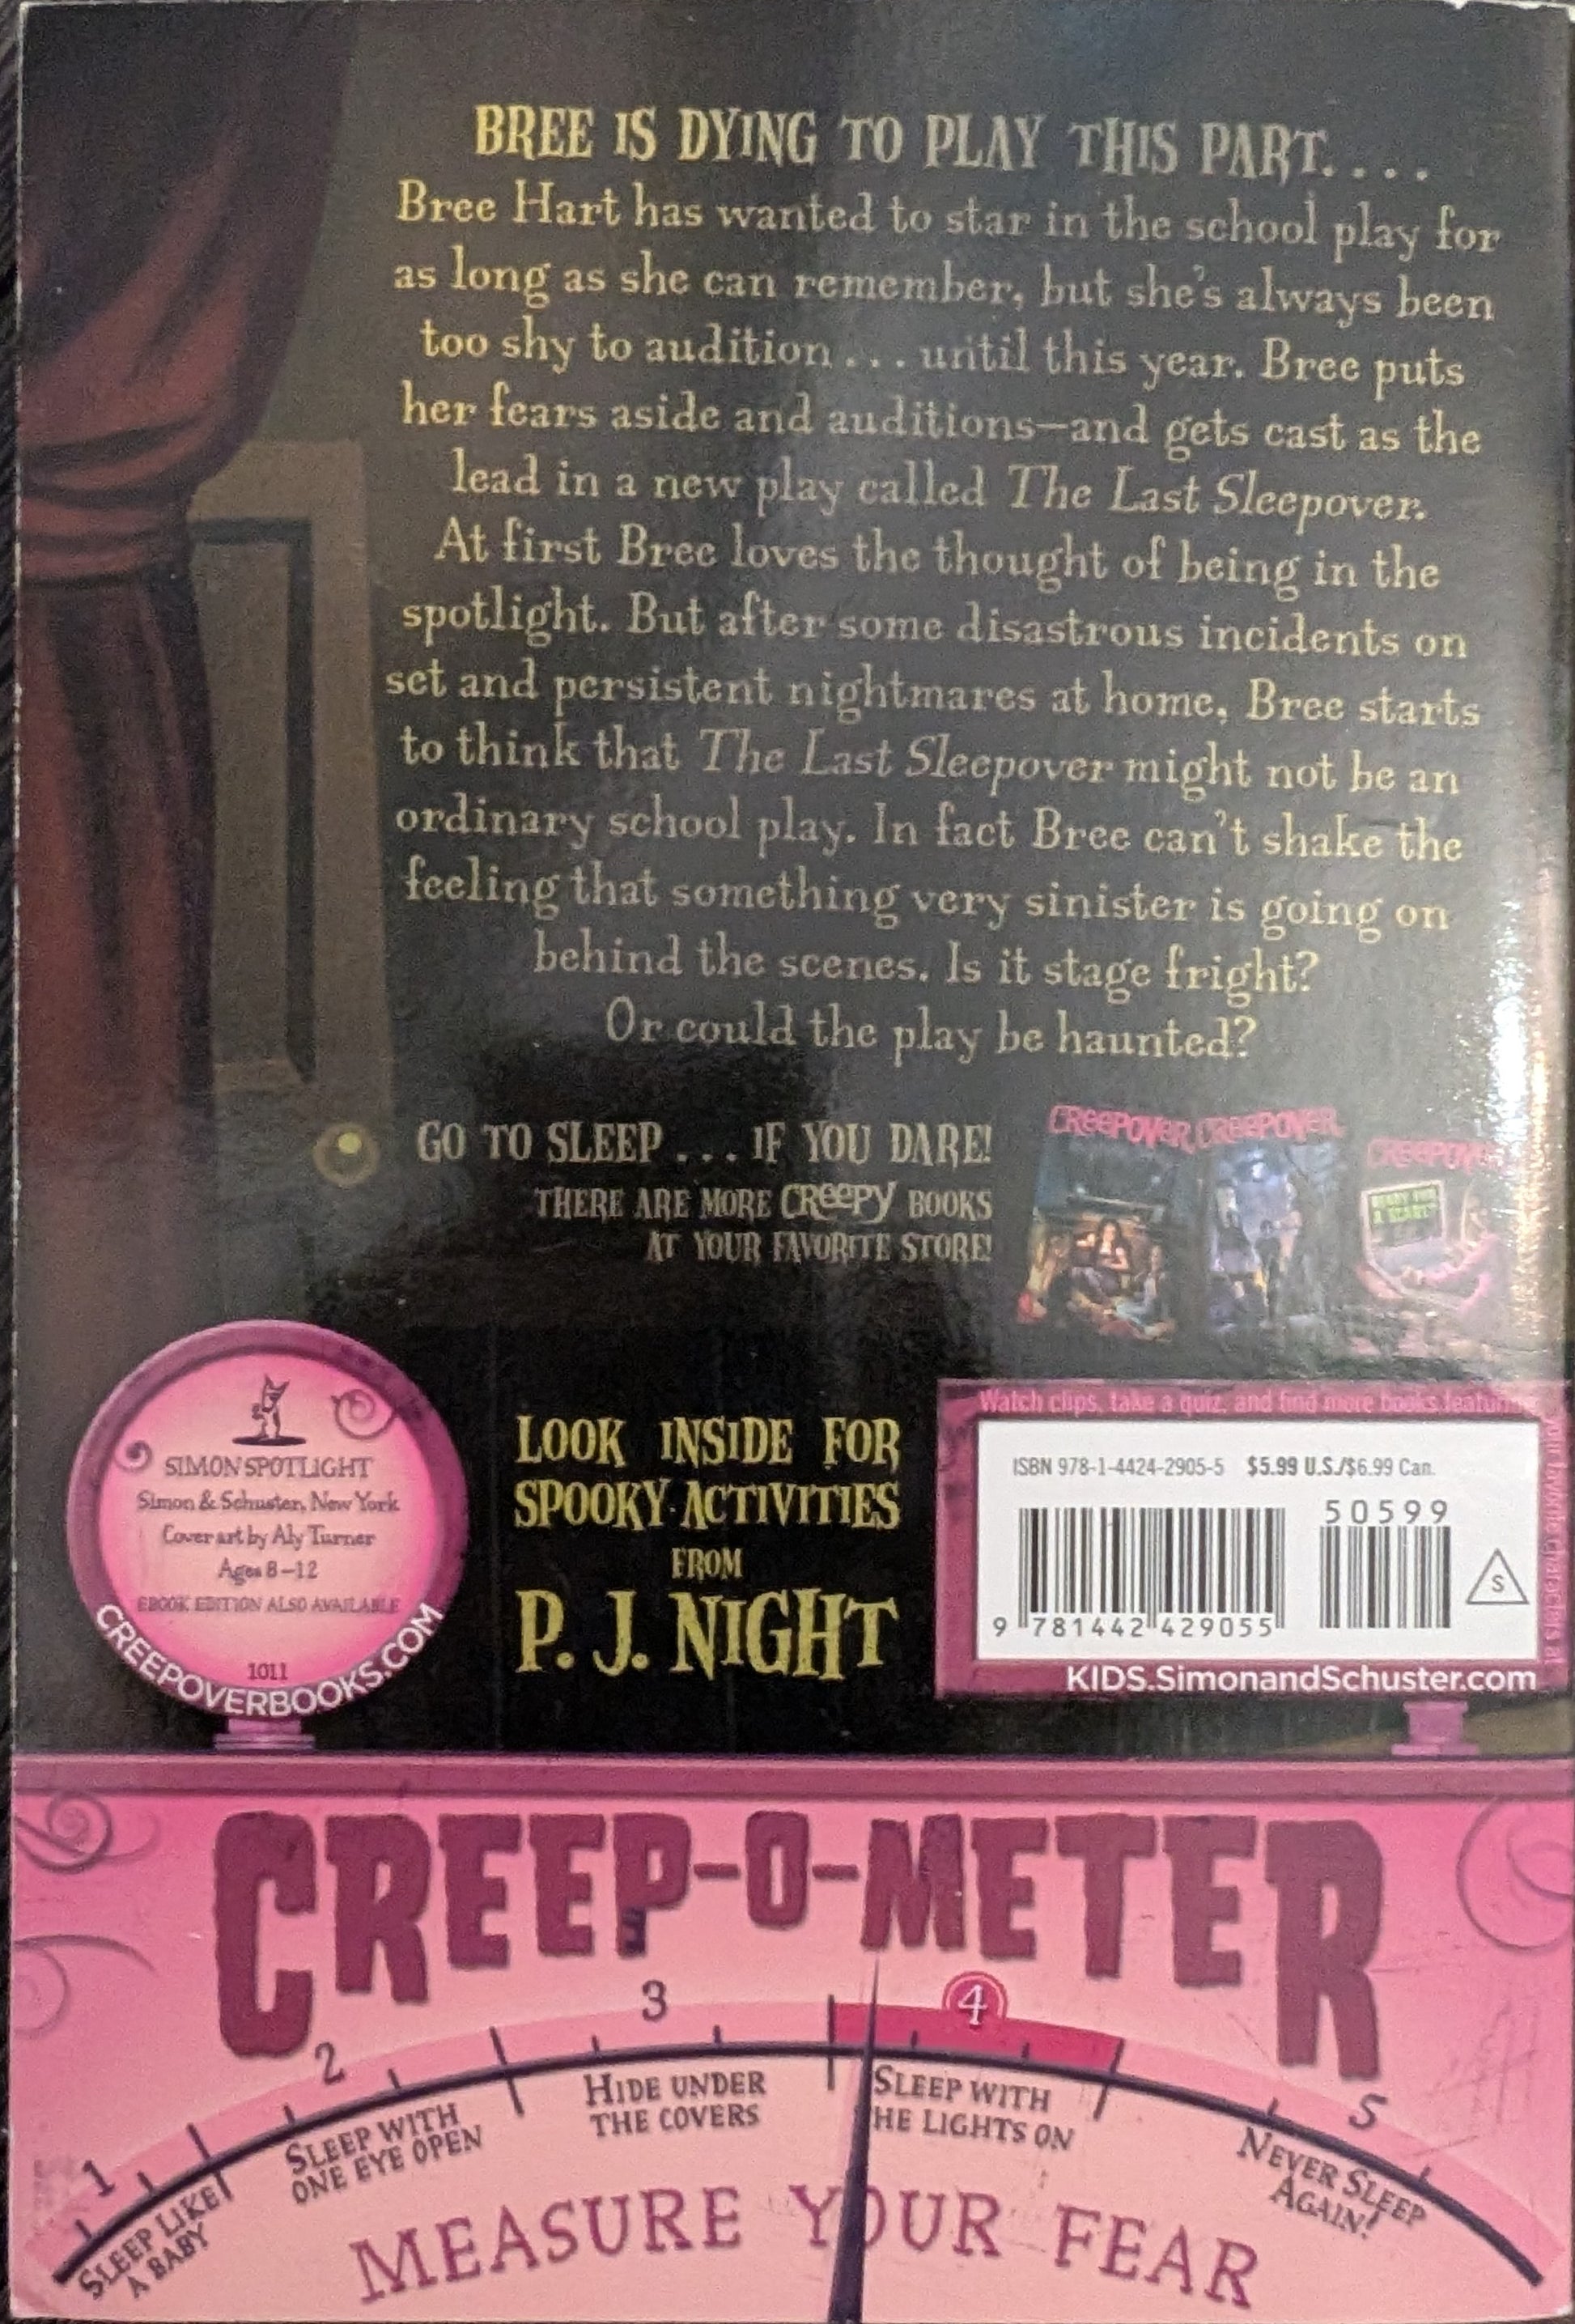 BREE IS DYING TO PLAY THIS PART. . . .
Bree Hart has wanted to star in the school play for
as long as she can remember, but she's always been
too shy to audition . . . until this year. Bree puts
her fears aside and auditions—and gets cast as the
lead in a new play called The Last Sleepover.
At first Bree loves the thought of being in the
spotlight. But after some disastrous incidents on
set and persistent nightmares at home, Bree starts
to think that The Last Sleepover might not be an
ordinary school play. In fact Bree can't shake the
feeling that something very sinister is going on
behind the scenes. Is it stage fright?
Or could the play be haunted?
GO TO SLEEP . . . IF YOU DARE!
THERE ARE MORE CREEPY BOOKS
AT YOUR FAVORITE STORE!
CREEPOVER
CREEPOVER
READY FOR
A SCARE?
SIMON SPOTLIGHT
Simon & Schuster, New York
Cover art by Aly Turner
Ages 8–12
EBOOK EDITION ALSO AVAILABLE
1011
CREEPOVERBOOKS.COM
LOOK INSIDE FOR
SPOOKY ACTIVITIES
FROM
P. J. NIGHT
Watch clips, take a quiz, and find more books featuring
your favorite characters at
ISBN 978-1-4424-2905-5 $5.99 U.S./$6.99 Can.
50599
9 781442 429055
S
KIDS.SimonandSchuster.com
CREEP-O-METER
1
2
3
4
5
SLEEP LIKE
A BABY
SLEEP WITH
ONE EYE OPEN
HIDE UNDER
THE COVERS
SLEEP WITH
HE LIGHTS ON
NEVER SLEEP
AGAIN!
MEASURE YOUR FEAR